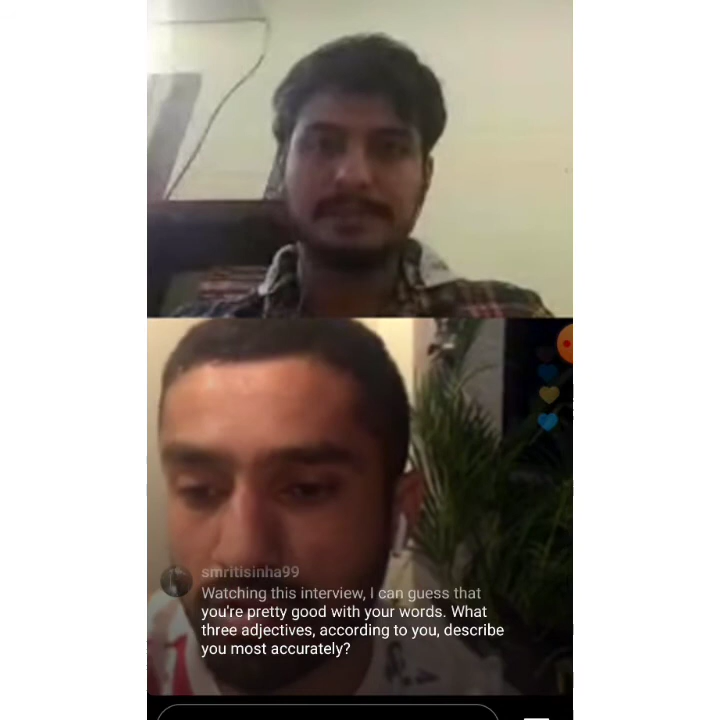 smritisinha99
Watching this interview, I can guess that
you're pretty good with your words. What
three adjectives, according to you, describe
you most accurately?